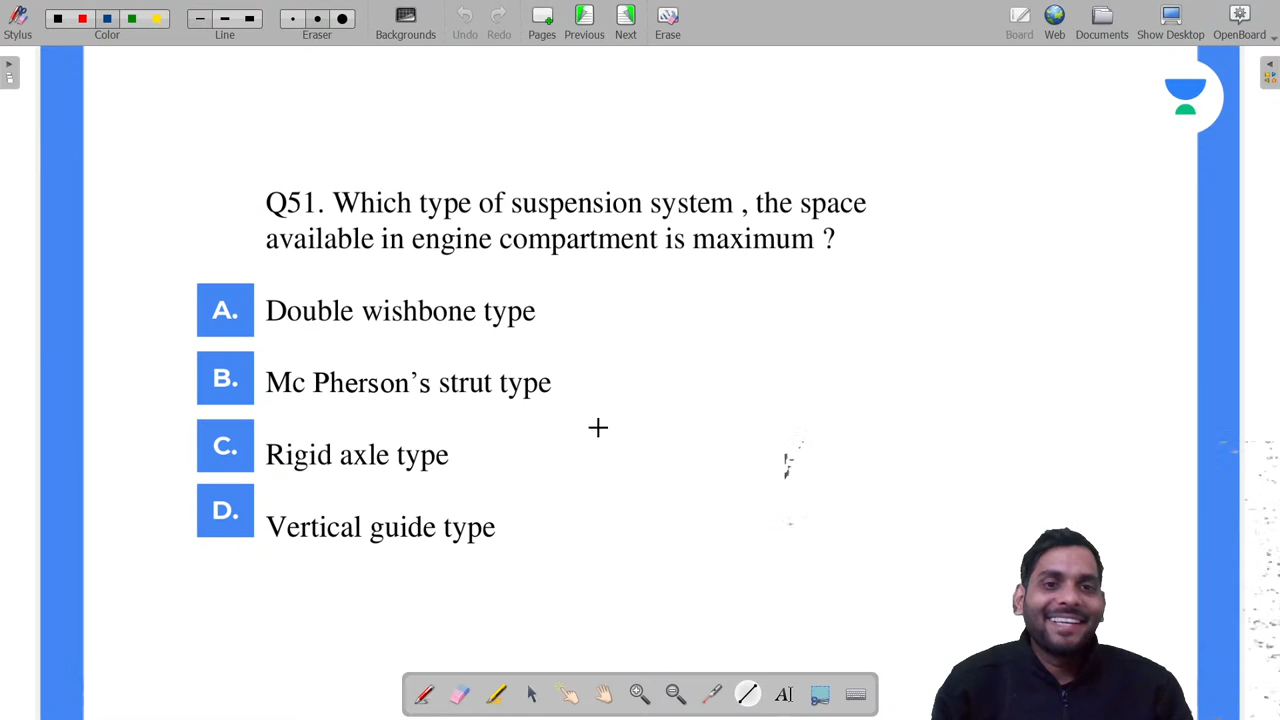 Stylus
Color
Line
Eraser
Backgrounds
Undo
Redo
Pages
Previous
Next
Erase
Board
Web
Documents
Show Desktop
OpenBoard
Q51. Which type of suspension system , the space
available in engine compartment is maximum ?
A. Double wishbone type
B. Mc Pherson’s strut type
C. Rigid axle type
D. Vertical guide type
AI